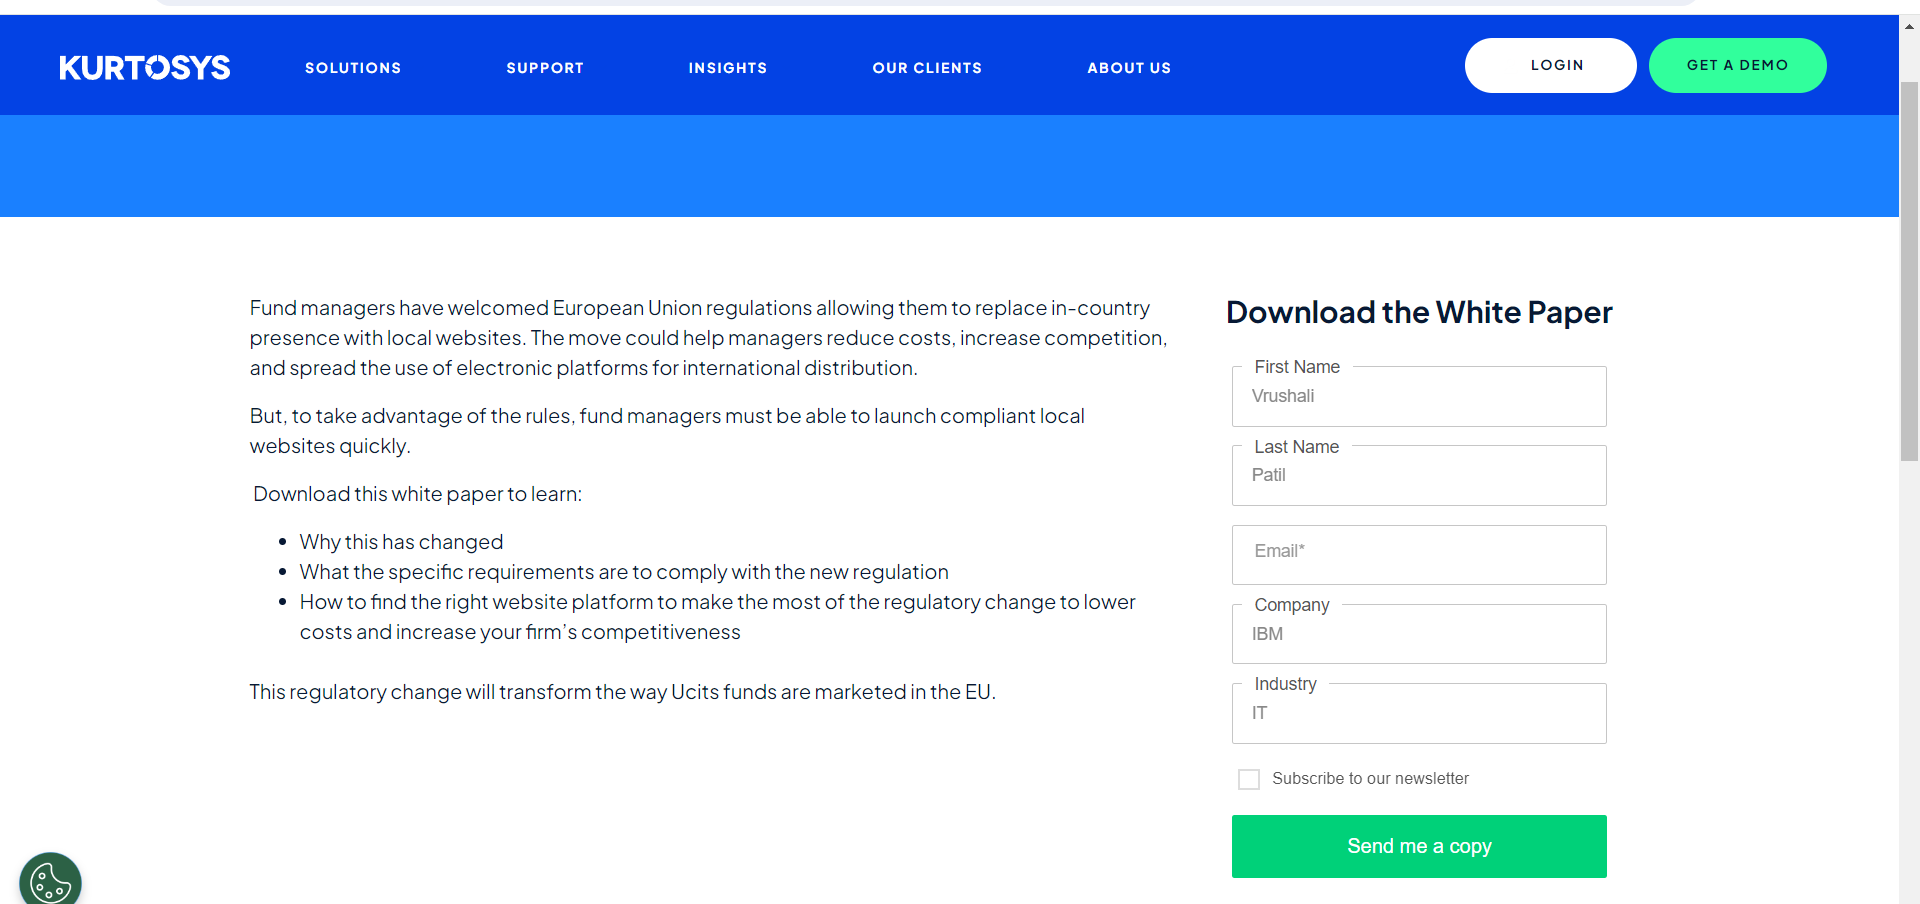 KURTOSYS
SOLUTIONS
SUPPORT
INSIGHTS
OUR CLIENTS
ABOUT US
LOGIN
GET A DEMO
Fund managers have welcomed European Union regulations allowing them to replace in-country
presence with local websites. The move could help managers reduce costs, increase competition,
and spread the use of electronic platforms for international distribution.
But, to take advantage of the rules, fund managers must be able to launch compliant local
websites quickly.
Download this white paper to learn:
• Why this has changed
• What the specific requirements are to comply with the new regulation
• How to find the right website platform to make the most of the regulatory change to lower
costs and increase your firm’s competitiveness
This regulatory change will transform the way Ucits funds are marketed in the EU.
Download the White Paper
First Name
Vrushali
Last Name
Patil
Email*
Company
IBM
Industry
IT
Subscribe to our newsletter
Send me a copy